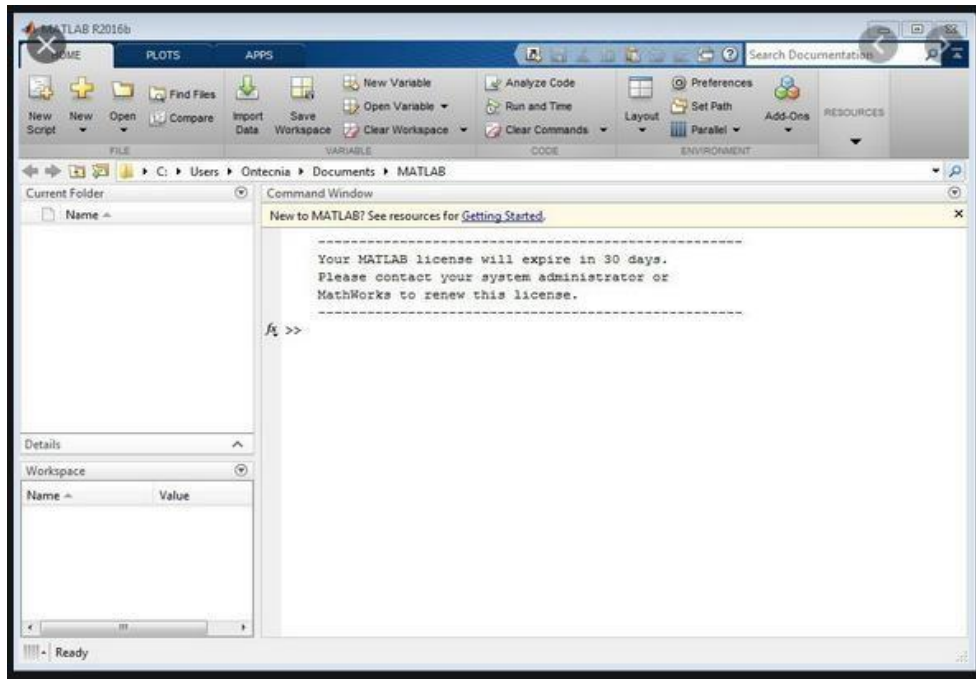 MATLAB R2016b
HOME PLOTS APPS Search Documentation
New Script
New
Open
Find Files
Compare
FILE
Import Data
Save Workspace
New Variable
Open Variable
Clear Workspace
VARIABLE
Analyze Code
Run and Time
Clear Commands
CODE
Layout
Preferences
Set Path
Parallel
Add-Ons
ENVIRONMENT
RESOURCES
C: Users Ontecnia Documents MATLAB
Current Folder
Name
Command Window
New to MATLAB? See resources for Getting Started.
----------------------------------------------------
Your MATLAB license will expire in 30 days.
Please contact your system administrator or
MathWorks to renew this license.
----------------------------------------------------
fx >>
Details
Workspace
Name Value
Ready